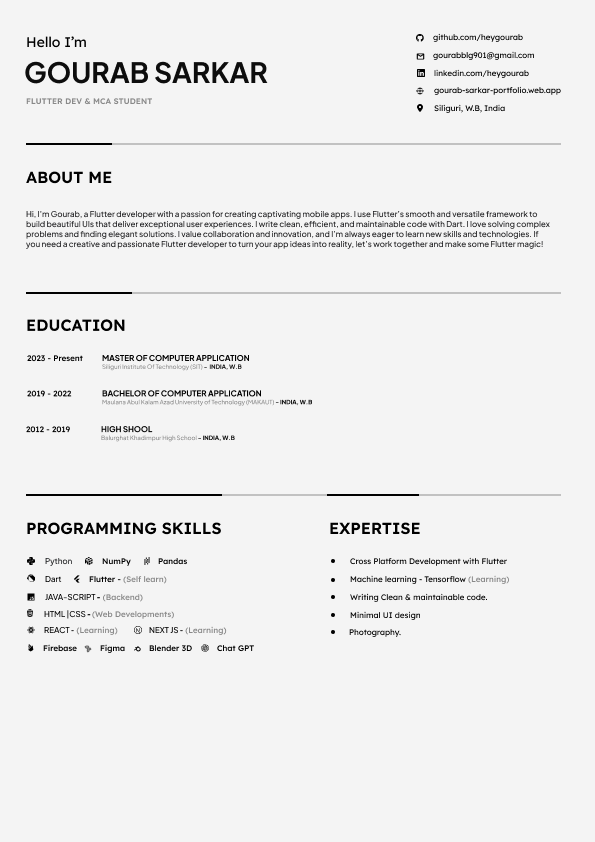 Hello I'm
GOURAB SARKAR
FLUTTER DEV & MCA STUDENT
github.com/heygourab
gourabblg901@gmail.com
linkedin.com/heygourab
gourab-sarkar-portfolio.web.app
Siliguri, W.B, India
ABOUT ME
Hi, I'm Gourab, a Flutter developer with a passion for creating captivating mobile apps. I use Flutter's smooth and versatile framework to
build beautiful UIs that deliver exceptional user experiences. I write clean, efficient, and maintainable code with Dart. I love solving complex
problems and finding elegant solutions. I value collaboration and innovation, and I'm always eager to learn new skills and technologies. If
you need a creative and passionate Flutter developer to turn your app ideas into reality, let's work together and make some Flutter magic!
EDUCATION
2023 - Present MASTER OF COMPUTER APPLICATION
Siliguri Institute Of Technology (SIT) - INDIA, W.B
2019 - 2022 BACHELOR OF COMPUTER APPLICATION
Maulana Abul Kalam Azad University of Technology (MAKAUT) - INDIA, W.B
2012 - 2019 HIGH SHOOL
Balurghat Khadimpur High School - INDIA, W.B
PROGRAMMING SKILLS
Python NumPy Pandas
Dart Flutter - (Self learn)
JAVA-SCRIPT - (Backend)
HTML|CSS - (Web Developments)
REACT - (Learning) NEXT JS - (Learning)
Firebase Figma Blender 3D Chat GPT
EXPERTISE
• Cross Platform Development with Flutter
• Machine learning - Tensorflow (Learning)
• Writing Clean & maintainable code.
• Minimal UI design
• Photography.